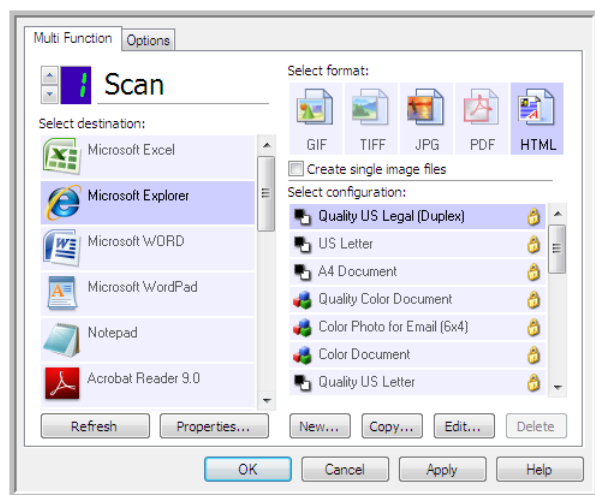 Multi Function
Options
1 Scan
Select destination:
Microsoft Excel
Microsoft Explorer
Microsoft WORD
Microsoft WordPad
Notepad
Acrobat Reader 9.0
Refresh
Properties...
Select format:
GIF TIFF JPG PDF HTML
Create single image files
Select configuration:
Quality US Legal (Duplex)
US Letter
A4 Document
Quality Color Document
Color Photo for Email (6x4)
Color Document
Quality US Letter
New... Copy... Edit... Delete
OK Cancel Apply Help